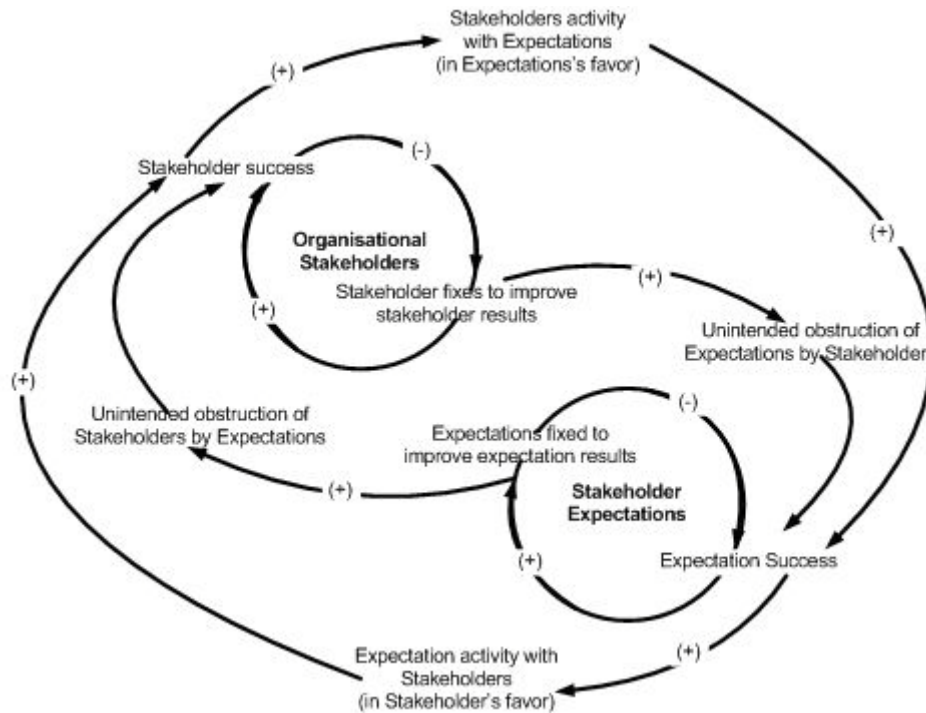 Stakeholders activity
with Expectations
(in Expectations's favor)
(+)
(-)
Stakeholder success
(+)
Organisational
Stakeholders
(+)
Stakeholder fixes to improve
stakeholder results
(+)
Unintended obstruction of
Expectations by Stakeholder
(+)
Unintended obstruction of
Stakeholders by Expectations
(-)
Expectations fixed to
improve expectation results
(+)
Stakeholder
Expectations
(+)
Expectation Success
(+)
Expectation activity with
Stakeholders
(in Stakeholder's favor)